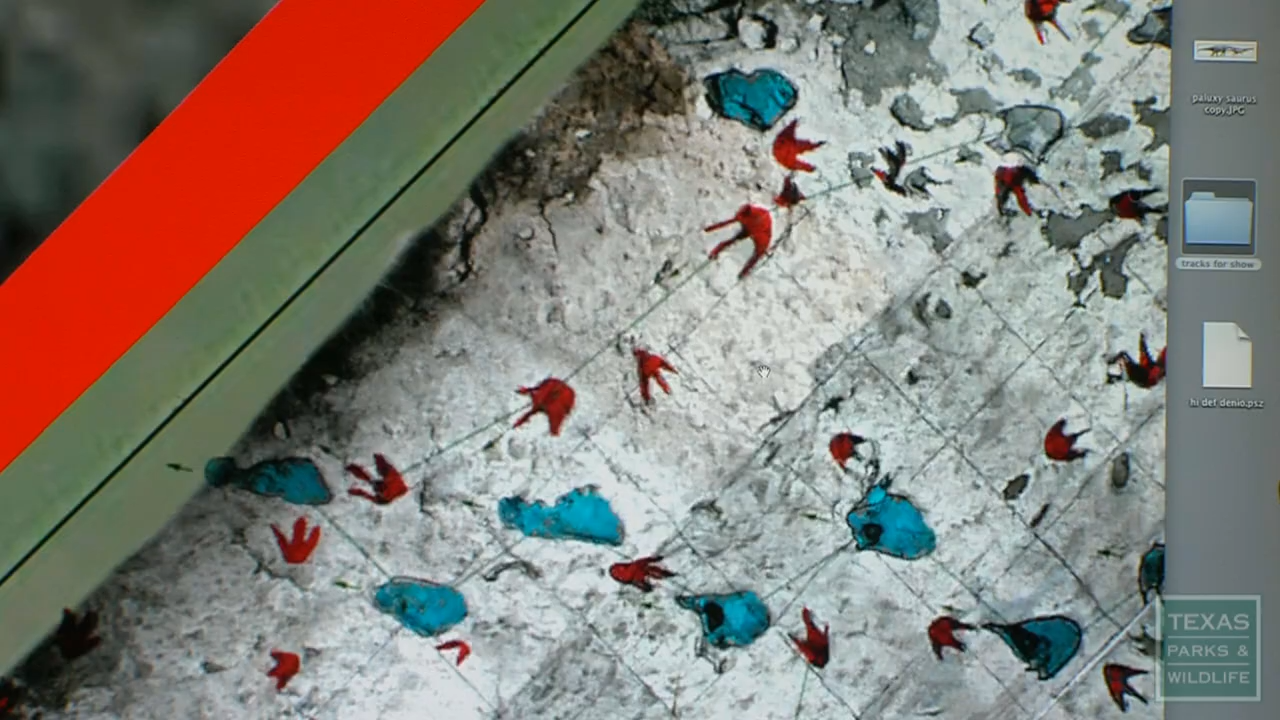 paluxy saurus
copy.JPG
tracks for show
hi def denio.psz
TEXAS
PARKS &
WILDLIFE